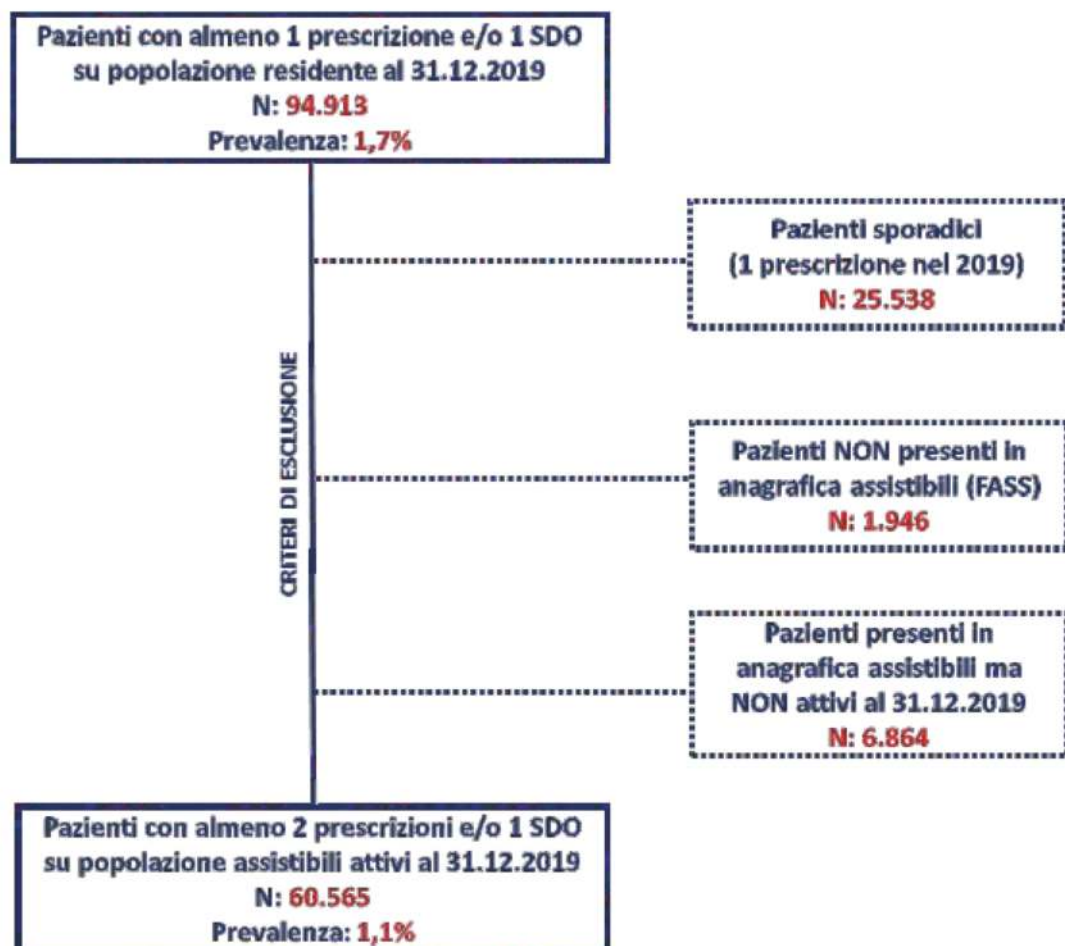 Pazienti con almeno 1 prescrizione e/o 1 SDO
su popolazione residente al 31.12.2019
N: 94.913
Prevalenza: 1,7%
Pazienti sporadici
(1 prescrizione nel 2019)
N: 25.538
CRITERI DI ESCLUSIONE
Pazienti NON presenti in
anagrafica assistibili (FASS)
N: 1.946
Pazienti presenti in
anagrafica assistibili ma
NON attivi al 31.12.2019
N: 6.864
Pazienti con almeno 2 prescrizioni e/o 1 SDO
su popolazione assistibili attivi al 31.12.2019
N: 60.565
Prevalenza: 1,1%